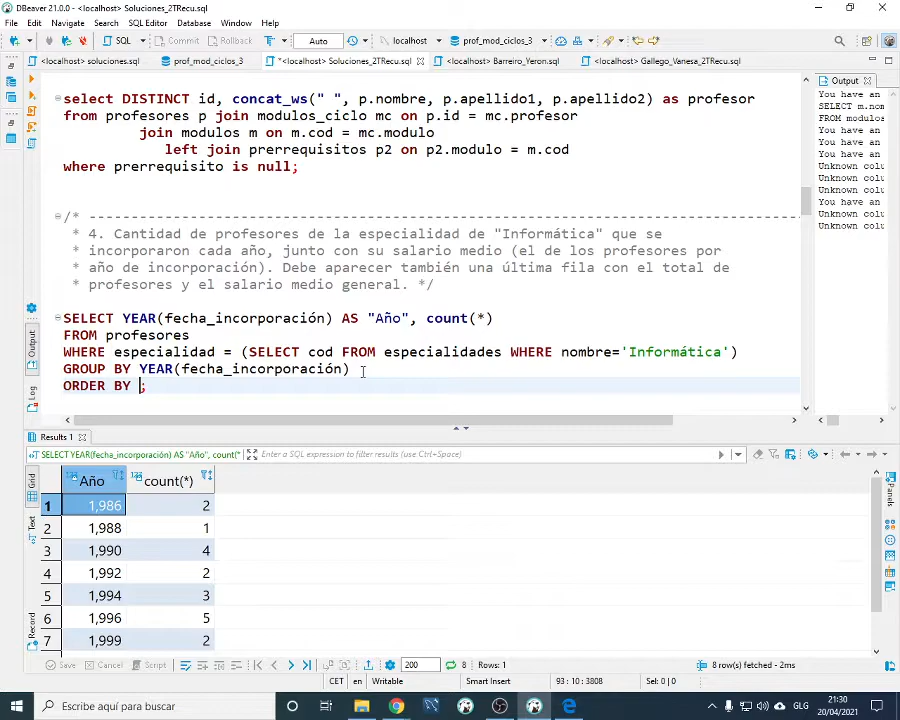 DBeaver 21.0.0 - <localhost> Soluciones_2TRecu.sql
File Edit Navigate Search SQL Editor Database Window Help
SQL Commit Rollback Auto localhost prof_mod_ciclos_3
<localhost> soluciones.sql prof_mod_ciclos_3 *<localhost> Soluciones_2TRecu.sql <localhost> Barreiro_Yeron.sql <localhost> Gallego_Vanesa_2TRecu.sql Output
select DISTINCT id, concat_ws(" ", p.nombre, p.apellido1, p.apellido2) as profesor
from profesores p join modulos_ciclo mc on p.id = mc.profesor
join modulos m on m.cod = mc.modulo
left join prerrequisitos p2 on p2.modulo = m.cod
where prerrequisito is null;
/* ------------------------------------------------------------------------------------
* 4. Cantidad de profesores de la especialidad de "Informática" que se
* incorporaron cada año, junto con su salario medio (el de los profesores por
* año de incorporación). Debe aparecer también una última fila con el total de
* profesores y el salario medio general. */
SELECT YEAR(fecha_incorporación) AS "Año", count(*)
FROM profesores
WHERE especialidad = (SELECT cod FROM especialidades WHERE nombre='Informática')
GROUP BY YEAR(fecha_incorporación)
ORDER BY ;
You have an
SELECT m.nom
FROM modulos
You have an
You have an
You have an
Unknown colu
Unknown colu
Unknown colu
You have an
Unknown colu
Unknown colu
Output
Log
Results 1
SELECT YEAR(fecha_incorporación) AS "Año", count(* Enter a SQL expression to filter results (use Ctrl+Space)
Grid
Text
Record
Panels
Año count(*)
1 1,986 2
2 1,988 1
3 1,990 4
4 1,992 2
5 1,994 3
6 1,996 5
7 1,999 2
Save Cancel Script 200 8 Rows: 1 8 row(s) fetched - 2ms
CET en Writable Smart Insert 93 : 10 : 3808 Sel: 0 | 0
Escribe aquí para buscar
GLG
21:30
20/04/2021